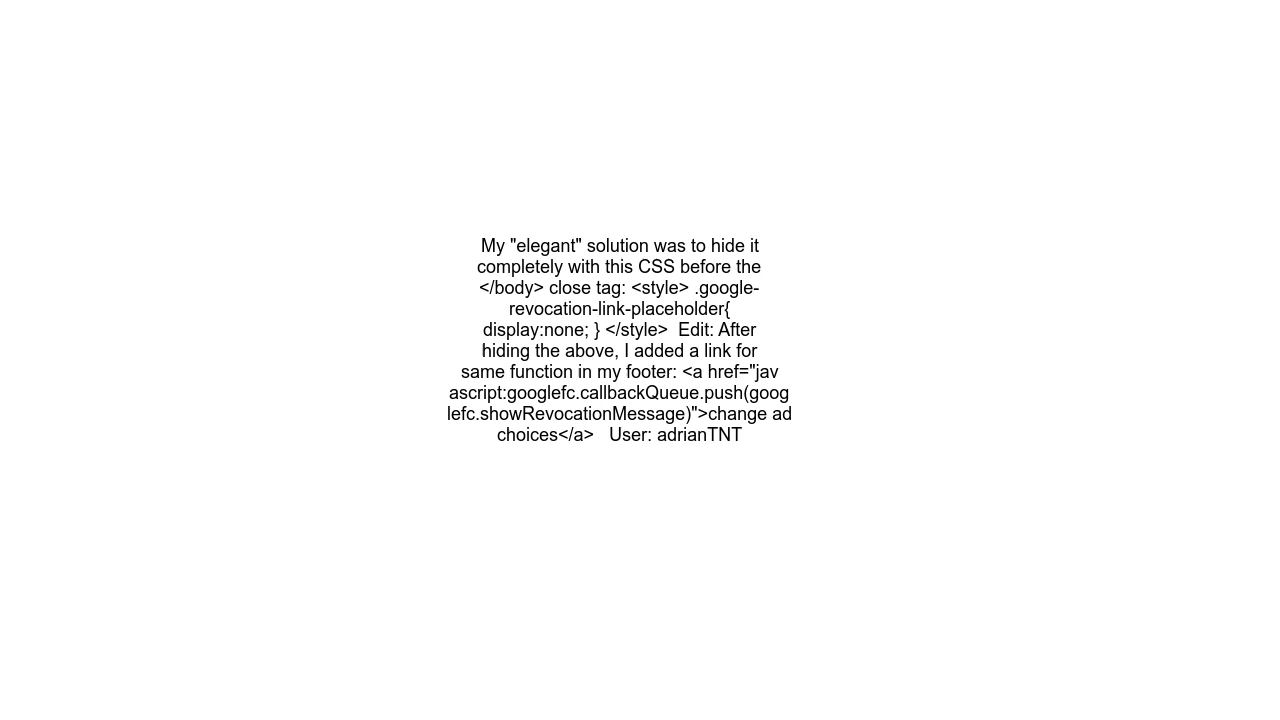 My "elegant" solution was to hide it
completely with this CSS before the
</body> close tag: <style> .google-
revocation-link-placeholder{
display:none; } </style>  Edit: After
hiding the above, I added a link for
same function in my footer: <a href="jav
ascript:googlefc.callbackQueue.push(goog
lefc.showRevocationMessage)">change ad
choices</a>   User: adrianTNT